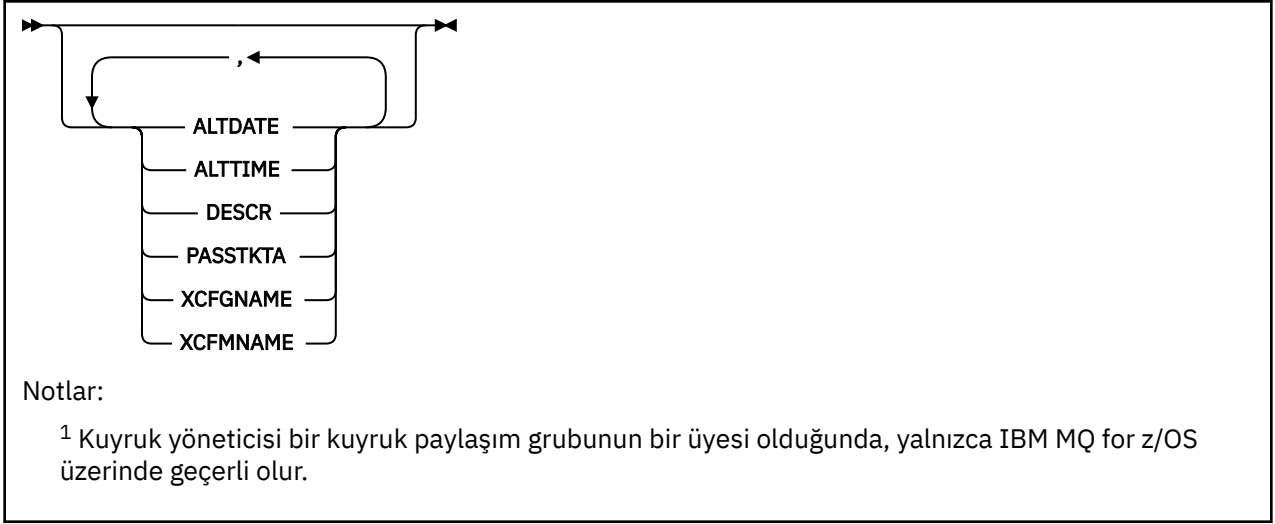 ,
ALTDATE
ALTTIME
DESCR
PASSTKTA
XCFGNAME
XCFMNAME
Notlar:
1 Kuyruk yöneticisi bir kuyruk paylaşım grubunun bir üyesi olduğunda, yalnızca IBM MQ for z/OS
üzerinde geçerli olur.